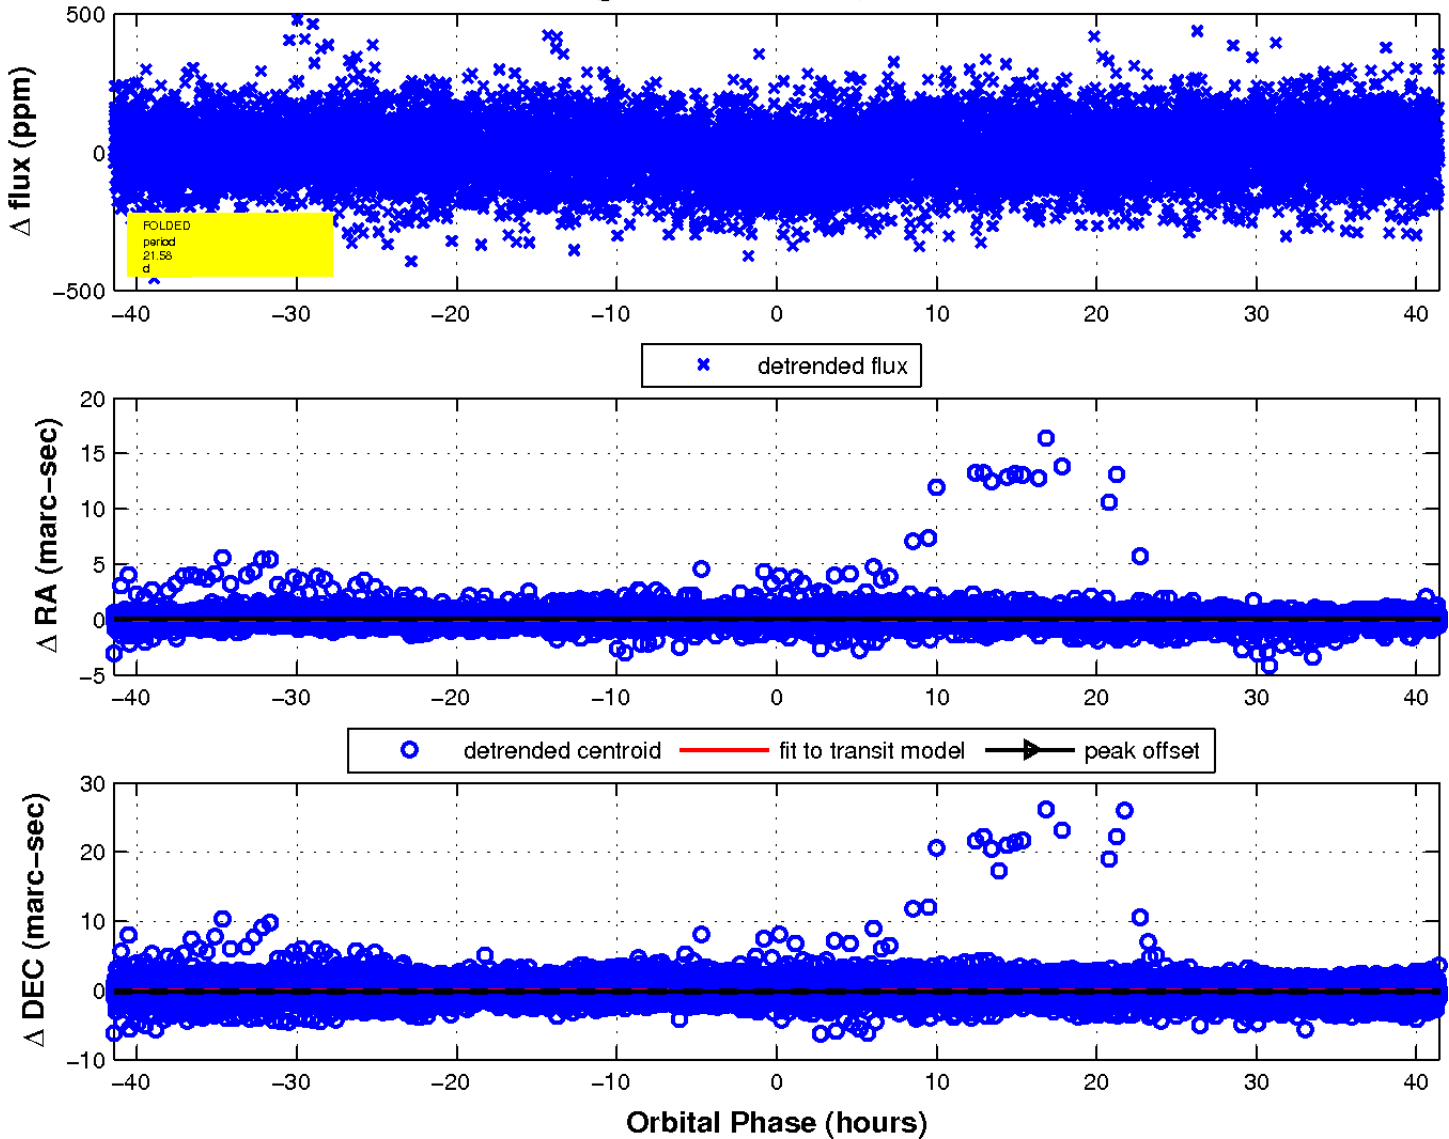 500
0
−500
Δ flux (ppm)
FOLDED
period
21.58
d
−40 −30 −20 −10 0 10 20 30 40
detrended flux
20
15
10
5
0
−5
Δ RA (marc−sec)
−40 −30 −20 −10 0 10 20 30 40
detrended centroid fit to transit model peak offset
30
20
10
0
−10
Δ DEC (marc−sec)
−40 −30 −20 −10 0 10 20 30 40
Orbital Phase (hours)